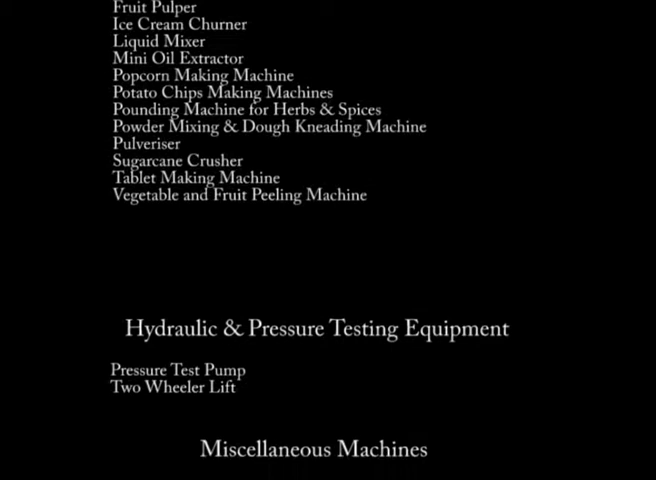 Fruit Pulper
Ice Cream Churner
Liquid Mixer
Mini Oil Extractor
Popcorn Making Machine
Potato Chips Making Machines
Pounding Machine for Herbs & Spices
Powder Mixing & Dough Kneading Machine
Pulveriser
Sugarcane Crusher
Tablet Making Machine
Vegetable and Fruit Peeling Machine
Hydraulic & Pressure Testing Equipment
Pressure Test Pump
Two Wheeler Lift
Miscellaneous Machines